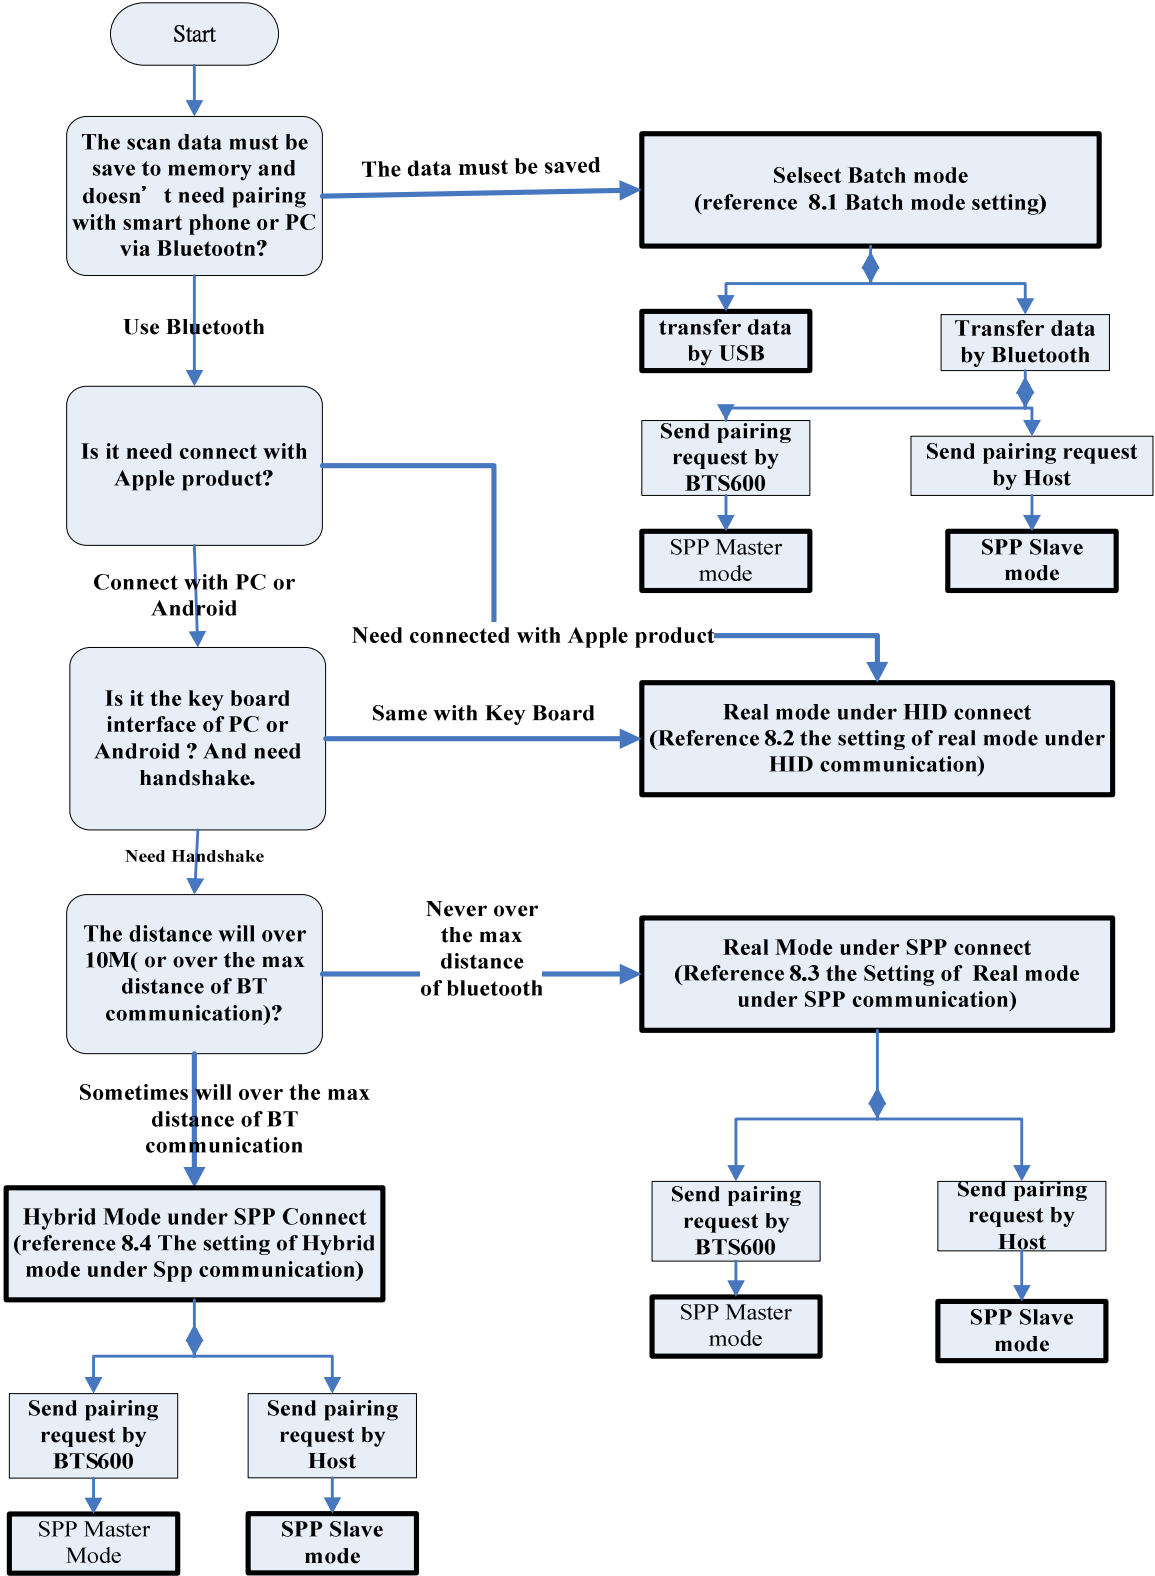 Start
The scan data must be
save to memory and
doesn’ t need pairing
with smart phone or PC
via Bluetootn?
The data must be saved
Selsect Batch mode
(reference 8.1 Batch mode setting)
Use Bluetooth
transfer data
by USB
Transfer data
by Bluetooth
Send pairing
request by
BTS600
Send pairing request
by Host
SPP Master
mode
SPP Slave
mode
Is it need connect with
Apple product?
Connect with PC or
Android
Need connected with Apple product
Is it the key board
interface of PC or
Android ? And need
handshake.
Same with Key Board
Real mode under HID connect
(Reference 8.2 the setting of real mode under
HID communication)
Need Handshake
The distance will over
10M( or over the max
distance of BT
communication)?
Never over
the max
distance
of bluetooth
Real Mode under SPP connect
(Reference 8.3 the Setting of Real mode
under SPP communication)
Sometimes will over the max
distance of BT
communication
Send pairing
request by
BTS600
Send pairing
request by
Host
SPP Master
mode
SPP Slave
mode
Hybrid Mode under SPP Connect
(reference 8.4 The setting of Hybrid
mode under Spp communication)
Send pairing
request by
BTS600
Send pairing
request by
Host
SPP Master
Mode
SPP Slave
mode